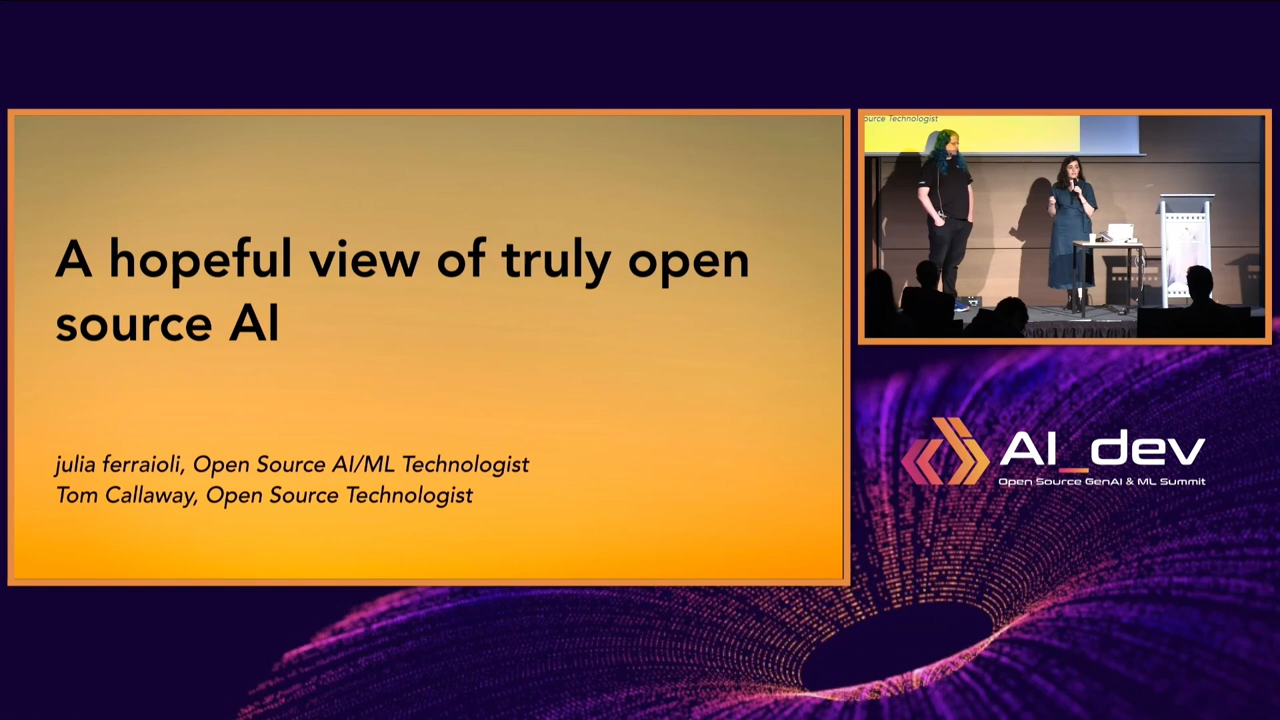 A hopeful view of truly open
source AI
julia ferraioli, Open Source AI/ML Technologist
Tom Callaway, Open Source Technologist
ource Technologist
AI_dev
Open Source GenAI & ML Summit